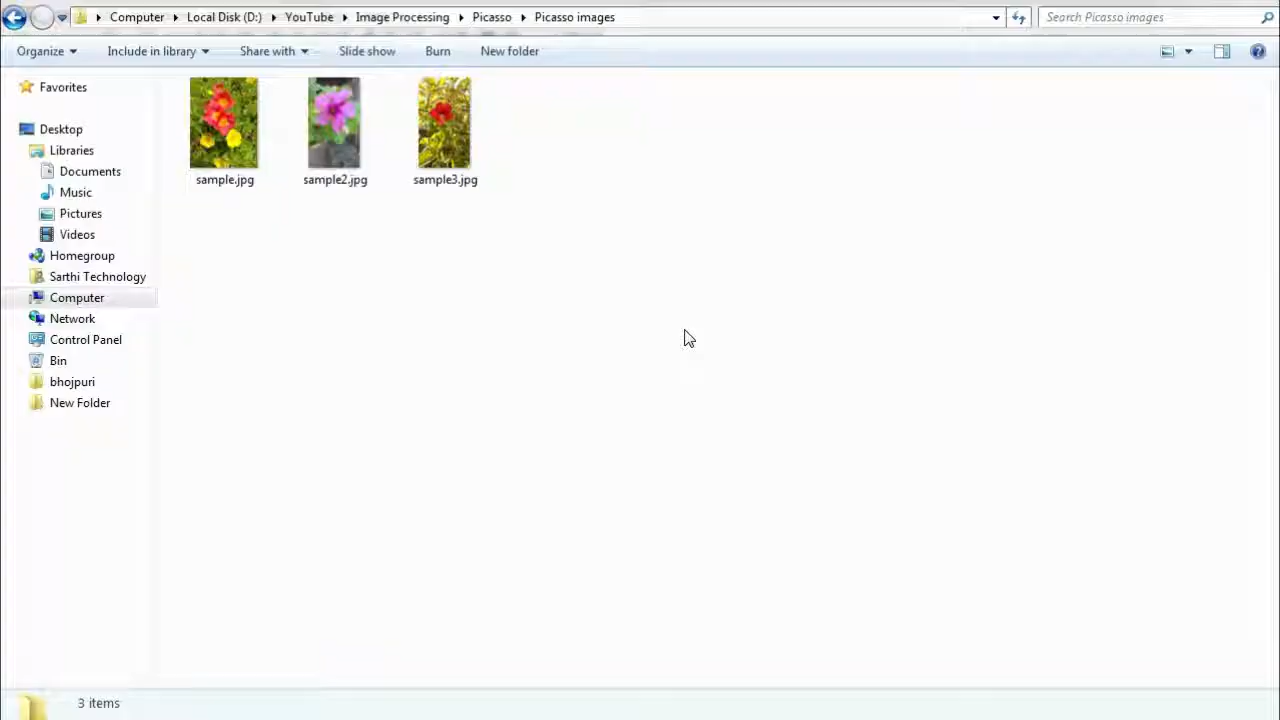 Computer Local Disk (D:) YouTube Image Processing Picasso Picasso images Search Picasso images
Organize Include in library Share with Slide show Burn New folder
Favorites
Desktop
Libraries
Documents
Music
Pictures
Videos
Homegroup
Sarthi Technology
Computer
Network
Control Panel
Bin
bhojpuri
New Folder
sample.jpg sample2.jpg sample3.jpg
3 items